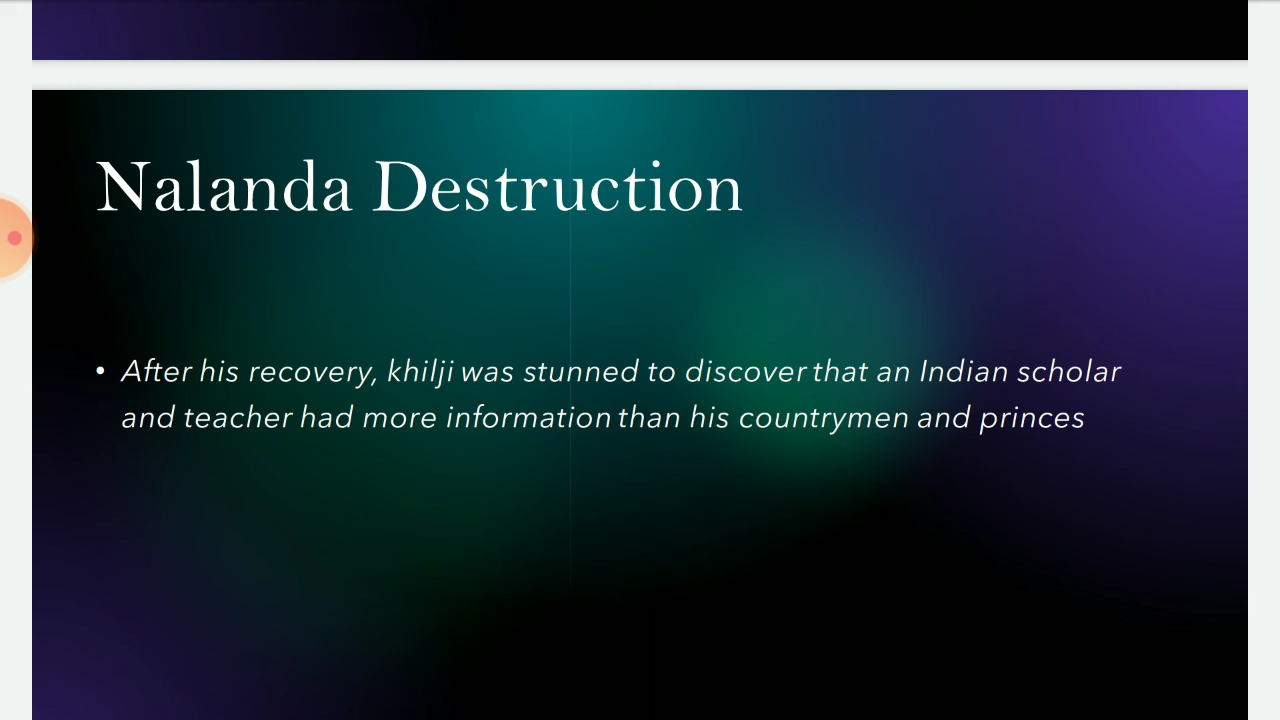 Nalanda Destruction
• After his recovery, khilji was stunned to discover that an Indian scholar
and teacher had more information than his countrymen and princes